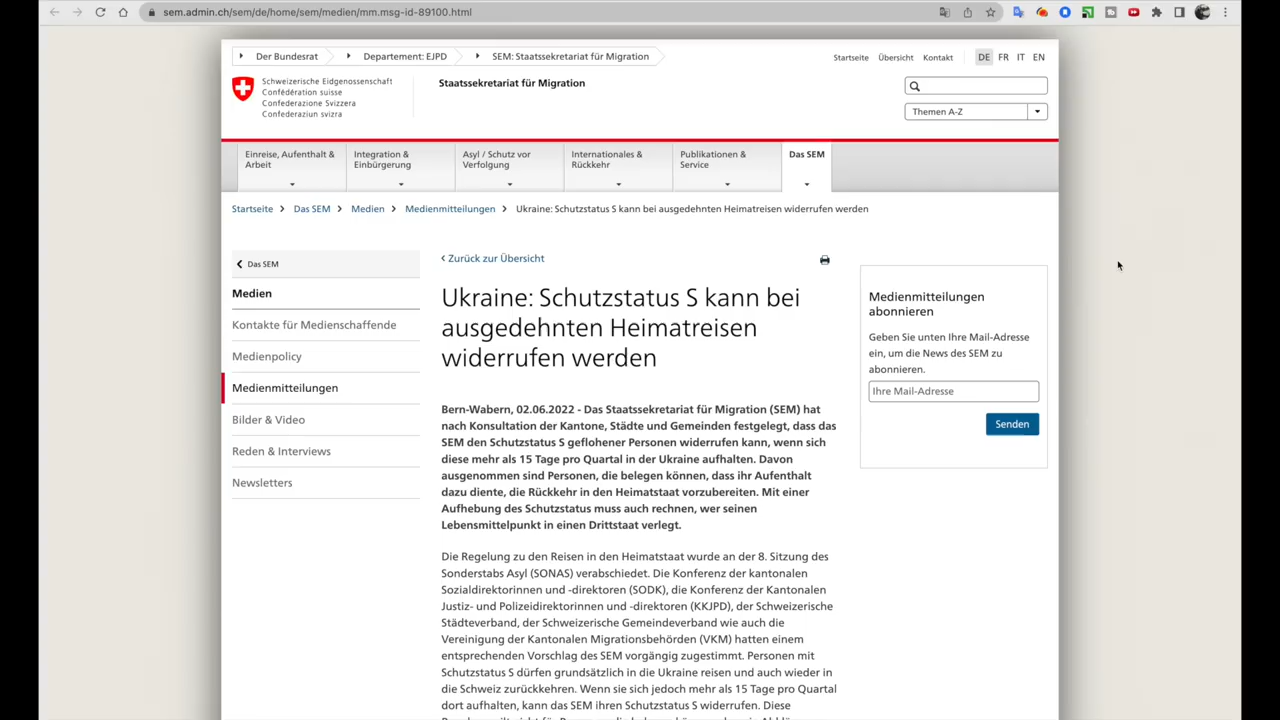 sem.admin.ch/sem/de/home/sem/medien/mm.msg-id-89100.html
Der Bundesrat
Departement: EJPD
SEM: Staatssekretariat für Migration
Startseite
Übersicht
Kontakt
DE
FR
IT
EN
Schweizerische Eidgenossenschaft
Confédération suisse
Confederazione Svizzera
Confederaziun svizra
Staatssekretariat für Migration
Themen A-Z
Einreise, Aufenthalt &
Arbeit
Integration &
Einbürgerung
Asyl / Schutz vor
Verfolgung
Internationales &
Rückkehr
Publikationen &
Service
Das SEM
Startseite
Das SEM
Medien
Medienmitteilungen
Ukraine: Schutzstatus S kann bei ausgedehnten Heimatreisen widerrufen werden
Das SEM
Medien
Kontakte für Medienschaffende
Medienpolicy
Medienmitteilungen
Bilder & Video
Reden & Interviews
Newsletters
Zurück zur Übersicht
Ukraine: Schutzstatus S kann bei
ausgedehnten Heimatreisen
widerrufen werden
Bern-Wabern, 02.06.2022 - Das Staatssekretariat für Migration (SEM) hat
nach Konsultation der Kantone, Städte und Gemeinden festgelegt, dass das
SEM den Schutzstatus S geflohener Personen widerrufen kann, wenn sich
diese mehr als 15 Tage pro Quartal in der Ukraine aufhalten. Davon
ausgenommen sind Personen, die belegen können, dass ihr Aufenthalt
dazu diente, die Rückkehr in den Heimatstaat vorzubereiten. Mit einer
Aufhebung des Schutzstatus muss auch rechnen, wer seinen
Lebensmittelpunkt in einen Drittstaat verlegt.
Die Regelung zu den Reisen in den Heimatstaat wurde an der 8. Sitzung des
Sonderstabs Asyl (SONAS) verabschiedet. Die Konferenz der kantonalen
Sozialdirektorinnen und -direktoren (SODK), die Konferenz der Kantonalen
Justiz- und Polizeidirektorinnen und -direktoren (KKJPD), der Schweizerische
Städteverband, der Schweizerische Gemeindeverband wie auch die
Vereinigung der Kantonalen Migrationsbehörden (VKM) hatten einem
entsprechenden Vorschlag des SEM vorgängig zugestimmt. Personen mit
Schutzstatus S dürfen grundsätzlich in die Ukraine reisen und auch wieder in
die Schweiz zurückkehren. Wenn sie sich jedoch mehr als 15 Tage pro Quartal
dort aufhalten, kann das SEM ihren Schutzstatus S widerrufen. Diese
Medienmitteilungen
abonnieren
Geben Sie unten Ihre Mail-Adresse
ein, um die News des SEM zu
abonnieren.
Ihre Mail-Adresse
Senden